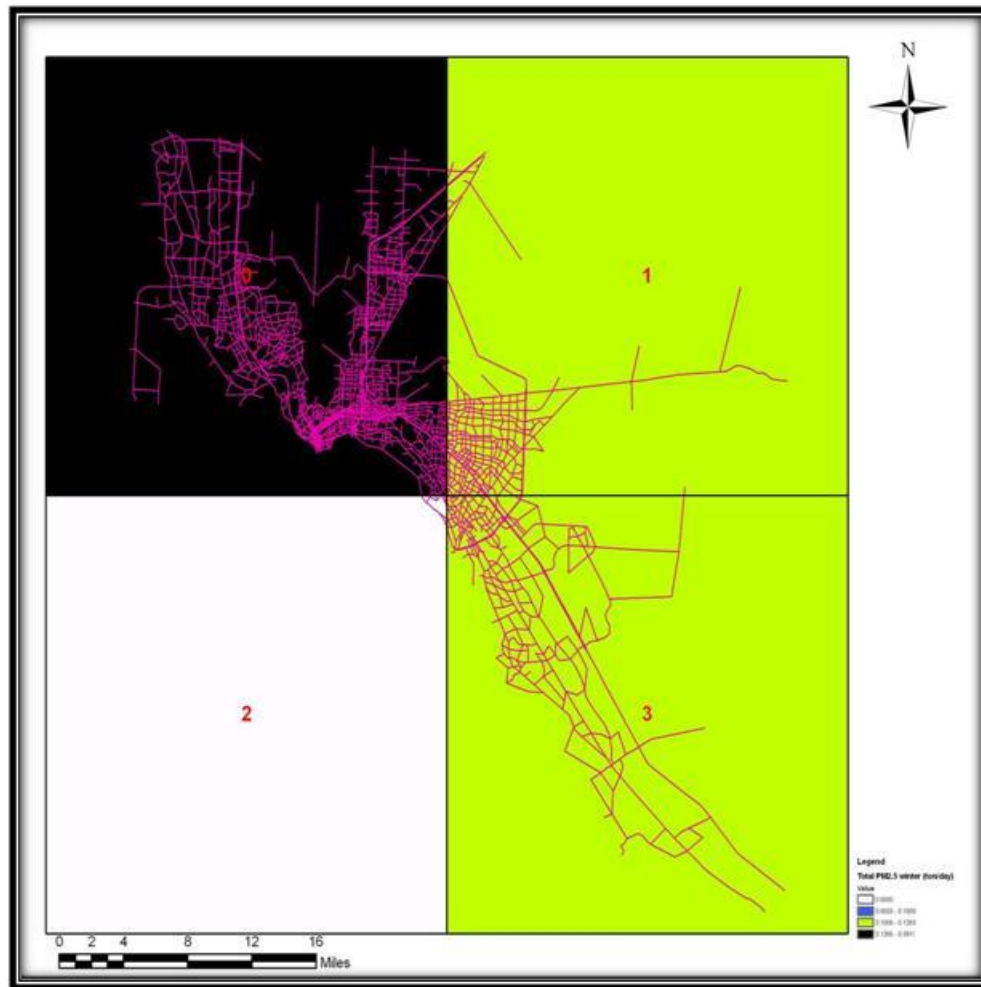 N
0
1
2
3
0 2 4 8 12 16
Miles
Legend
Total PM2.5 winter (ton/day)
Value